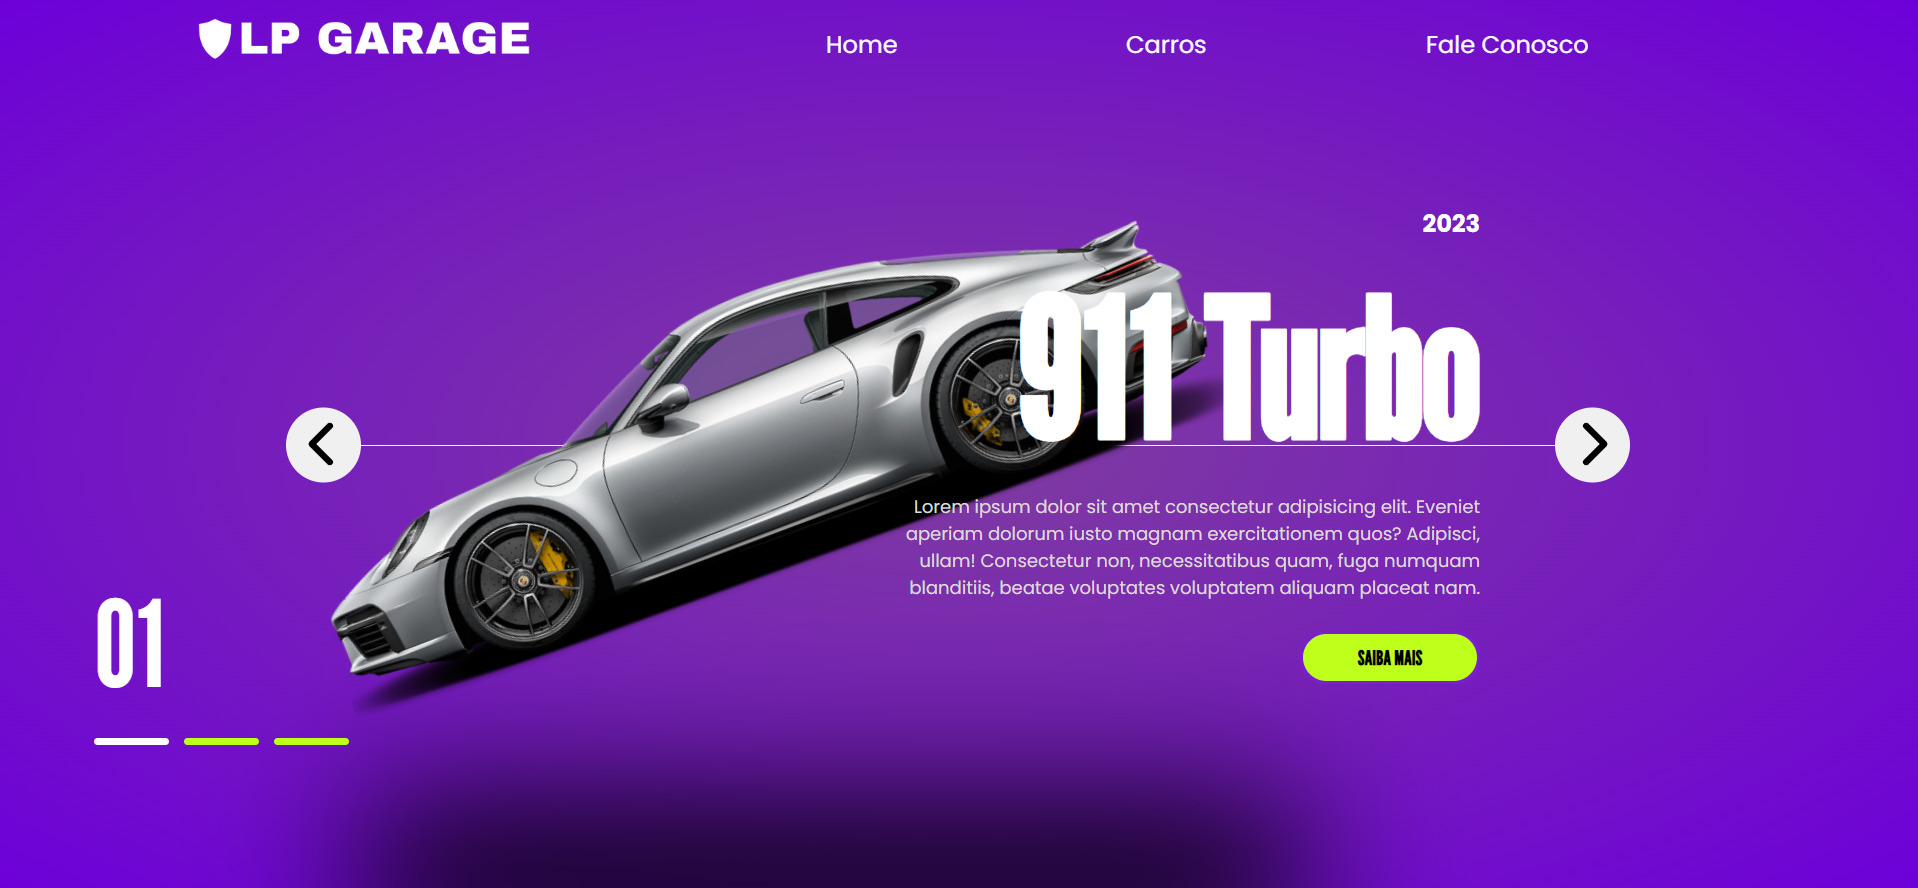 LP GARAGE
Home
Carros
Fale Conosco
2023
911 Turbo
Lorem ipsum dolor sit amet consectetur adipisicing elit. Eveniet
aperiam dolorum iusto magnam exercitationem quos? Adipisci,
ullam! Consectetur non, necessitatibus quam, fuga numquam
blanditiis, beatae voluptates voluptatem aliquam placeat nam.
SAIBA MAIS
01